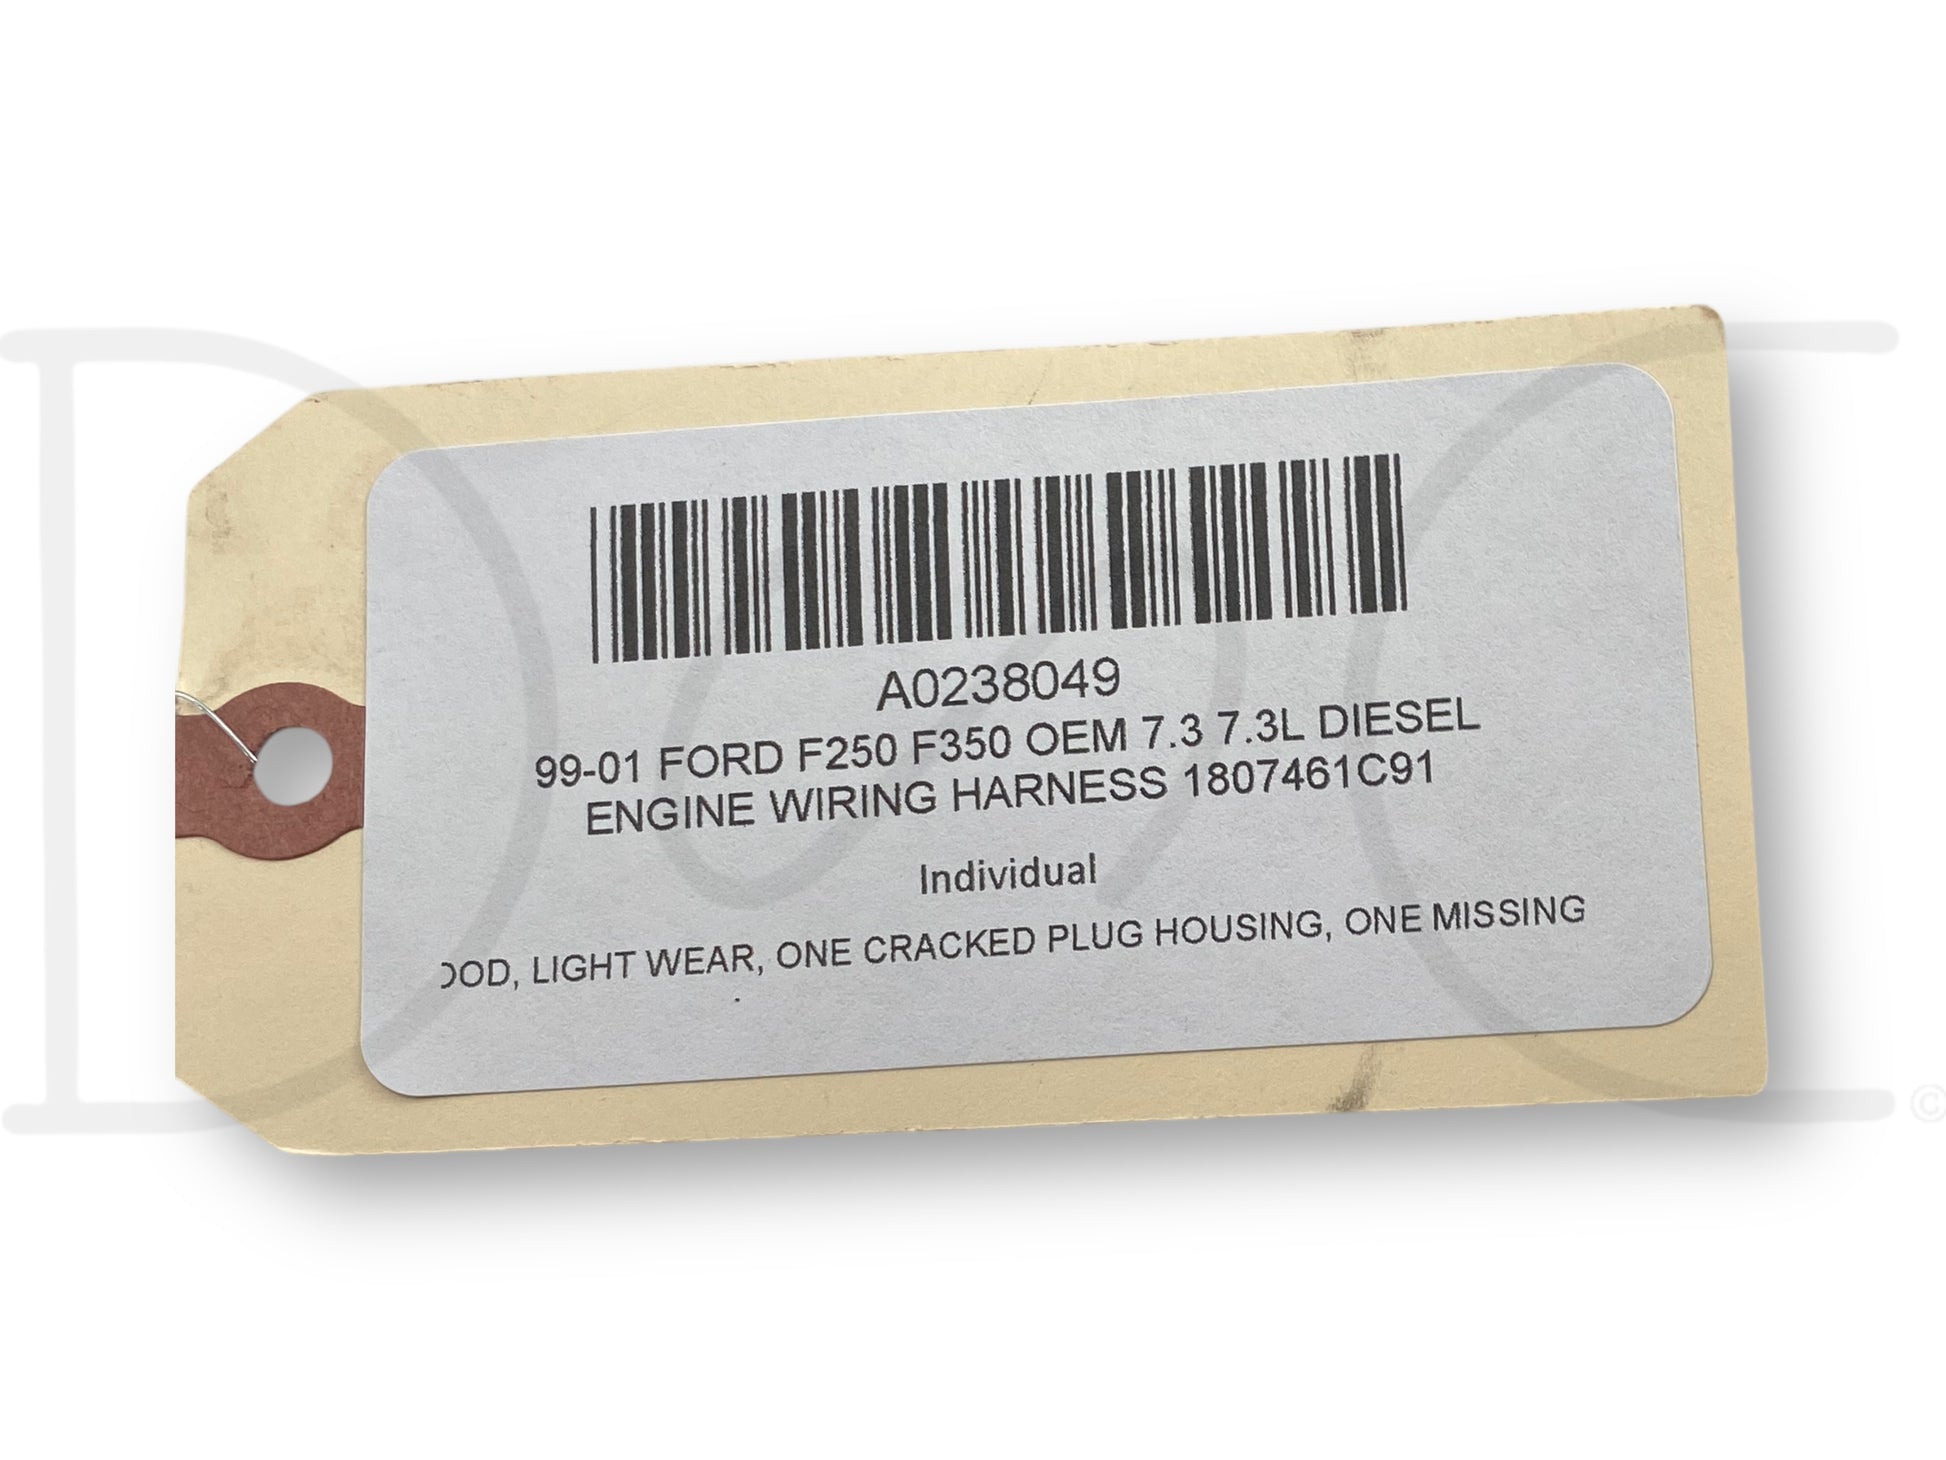 A0238049
99-01 FORD F250 F350 OEM 7.3 7.3L DIESEL
ENGINE WIRING HARNESS 1807461C91
Individual
OOD, LIGHT WEAR, ONE CRACKED PLUG HOUSING, ONE MISSING
©